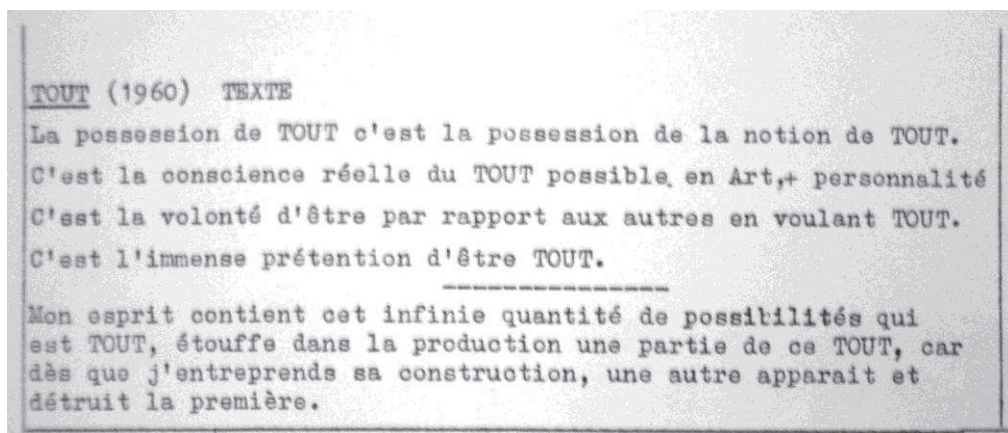 TOUT (1960) TEXTE
La possession de TOUT c'est la possession de la notion de TOUT.
C'est la conscience réelle du TOUT possible. en Art,+ personnalité
C'est la volonté d'être par rapport aux autres en voulant TOUT.
C'est l'immense prétention d'être TOUT.
---------------
Mon esprit contient cet infinie quantité de possibilités qui
est TOUT, étouffe dans la production une partie de ce TOUT, car
dès que j'entreprends sa construction, une autre apparait et
détruit la première.